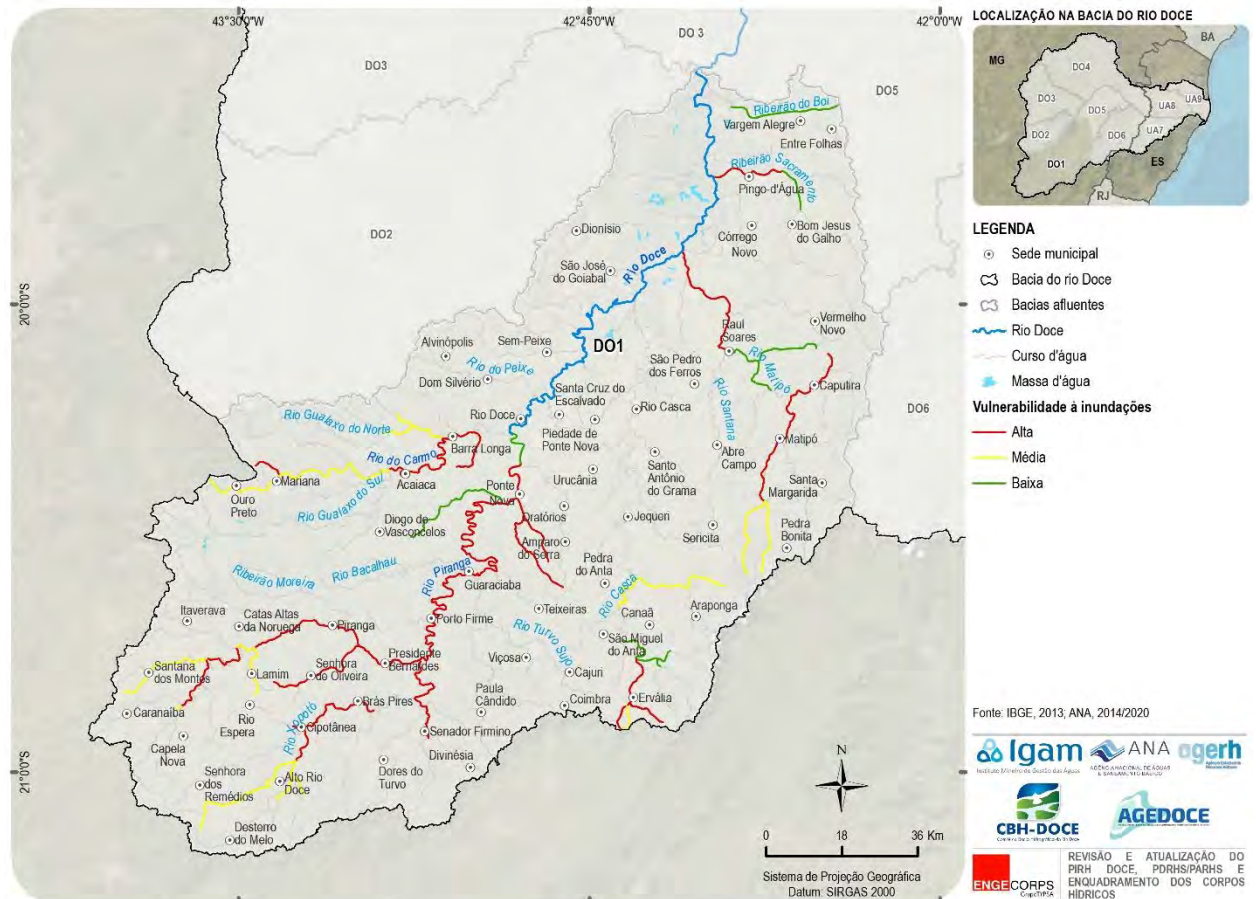 43°30'0"W
42°45'0"W
42°0'0"W
20°0'0"S
21°0'0"S
DO 3
DO3
DO5
DO2
DO1
DO6
Ribeirão do Boi
Vargem Alegre
Entre Folhas
Ribeirão Sacramento
Pingo-d'Água
Dionísio
Córrego
Novo
Bom Jesus
do Galho
São José
do Goiabal
Rio Doce
Raul
Soares
Vermelho
Novo
Alvinópolis
Sem-Peixe
Rio do Peixe
Dom Silvério
São Pedro
dos Ferros
Rio Matipó
Santa Cruz do
Escalvado
Caputira
Rio Gualaxo do Norte
Rio Doce
Rio Casca
Rio Santana
Piedade de
Ponte Nova
Barra Longa
Matipó
Rio do Carmo
Abre
Campo
Mariana
Acaiaca
Santo
Antônio
do Grama
Ouro
Preto
Rio Gualaxo do Sul
Ponte
Nova
Urucânia
Santa
Margarida
Oratórios
Jequeri
Diogo de
Vasconcelos
Sericita
Pedra
Bonita
Amparo
do Serra
Rio Piranga
Pedra
do Anta
Ribeirão Moreira
Rio Bacalhau
Guaraciaba
Rio Casca
Itaverava
Catas Altas
da Noruega
Piranga
Porto Firme
Teixeiras
Canaã
Araponga
Rio Turvo Sujo
São Miguel
do Anta
Santana
dos Montes
Lamim
Senhora
de Oliveira
Presidente
Bernardes
Viçosa
Cajuri
Caranaíba
Rio
Espera
Brás Pires
Paula
Cândido
Coimbra
Ervália
Rio Xopotó
Cipotânea
Capela
Nova
Senador Firmino
Divinésia
Senhora
dos
Remédios
Alto Rio
Doce
Dores do
Turvo
Desterro
do Melo
N
0 18 36 Km
Sistema de Projeção Geográfica
Datum: SIRGAS 2000
LOCALIZAÇÃO NA BACIA DO RIO DOCE
BA
MG
DO4
DO3
DO5
UA8
UA9
DO2
DO6
UA7
DO1
ES
RJ
LEGENDA
Sede municipal
Bacia do rio Doce
Bacias afluentes
Rio Doce
Curso d'água
Massa d'água
Vulnerabilidade à inundações
Alta
Média
Baixa
Fonte: IBGE, 2013; ANA, 2014/2020
Igam
Instituto Mineiro de Gestão das Águas
ANA
AGÊNCIA NACIONAL DE ÁGUAS
E SANEAMENTO BÁSICO
agerh
CBH-DOCE
AGEDOCE
ENGECORPS
REVISÃO E ATUALIZAÇÃO DO
PIRH DOCE, PDRHS/PARHS E
ENQUADRAMENTO DOS CORPOS
HÍDRICOS